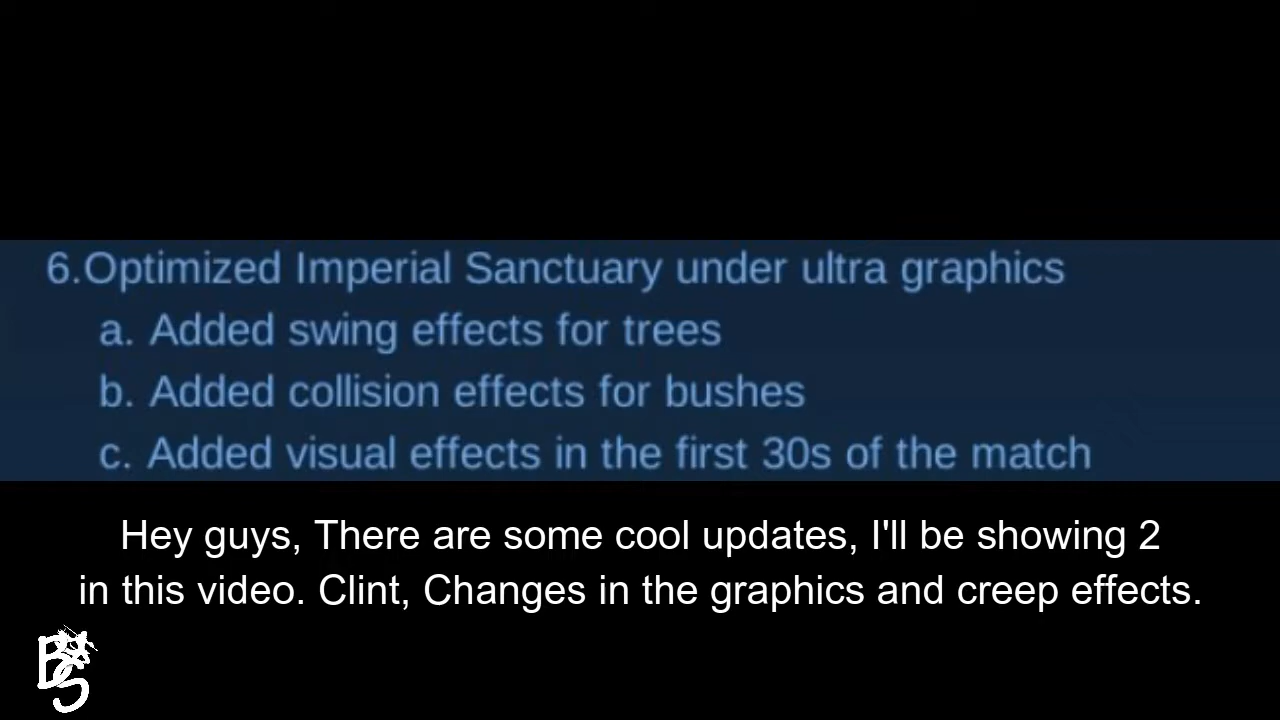 6.Optimized Imperial Sanctuary under ultra graphics
a. Added swing effects for trees
b. Added collision effects for bushes
c. Added visual effects in the first 30s of the match
Hey guys, There are some cool updates, I'll be showing 2
in this video. Clint, Changes in the graphics and creep effects.